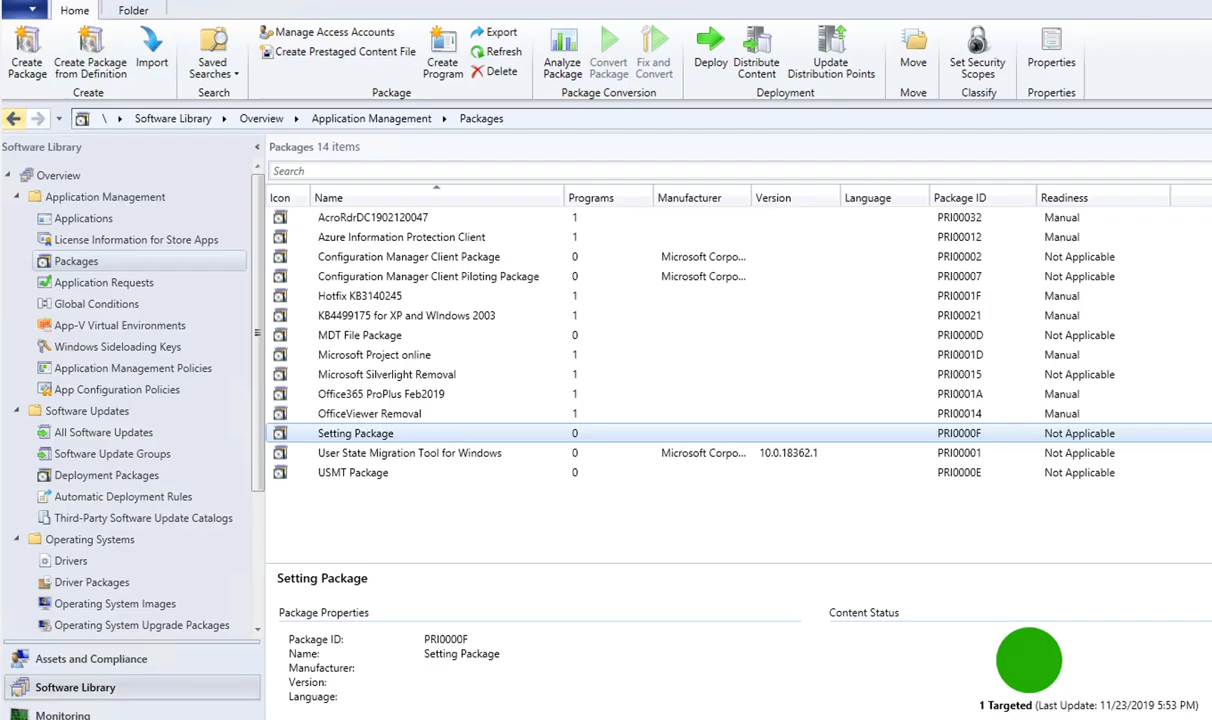 Home Folder
Create Package
Create Package from Definition
Import
Create
Saved Searches
Search
Manage Access Accounts
Create Prestaged Content File
Create Program
Export
Refresh
Delete
Package
Analyze Package
Convert Package
Fix and Convert
Package Conversion
Deploy
Distribute Content
Update Distribution Points
Deployment
Move
Move
Set Security Scopes
Classify
Properties
Properties
\ Software Library Overview Application Management Packages
Software Library
Overview
Application Management
Applications
License Information for Store Apps
Packages
Application Requests
Global Conditions
App-V Virtual Environments
Windows Sideloading Keys
Application Management Policies
App Configuration Policies
Software Updates
All Software Updates
Software Update Groups
Deployment Packages
Automatic Deployment Rules
Third-Party Software Update Catalogs
Operating Systems
Drivers
Driver Packages
Operating System Images
Operating System Upgrade Packages
Assets and Compliance
Software Library
Monitoring
Packages 14 items
Search
Icon Name Programs Manufacturer Version Language Package ID Readiness
AcroRdrDC1902120047 1 PRI00032 Manual
Azure Information Protection Client 1 PRI00012 Manual
Configuration Manager Client Package 0 Microsoft Corpo... PRI00002 Not Applicable
Configuration Manager Client Piloting Package 0 Microsoft Corpo... PRI00007 Not Applicable
Hotfix KB3140245 1 PRI0001F Manual
KB4499175 for XP and WIndows 2003 1 PRI00021 Manual
MDT File Package 0 PRI0000D Not Applicable
Microsoft Project online 1 PRI0001D Manual
Microsoft Silverlight Removal 1 PRI00015 Not Applicable
Office365 ProPlus Feb2019 1 PRI0001A Manual
OfficeViewer Removal 1 PRI00014 Manual
Setting Package 0 PRI0000F Not Applicable
User State Migration Tool for Windows 0 Microsoft Corpo... 10.0.18362.1 PRI00001 Not Applicable
USMT Package 0 PRI0000E Not Applicable
Setting Package
Package Properties
Package ID: PRI0000F
Name: Setting Package
Manufacturer:
Version:
Language:
Content Status
1 Targeted (Last Update: 11/23/2019 5:53 PM)